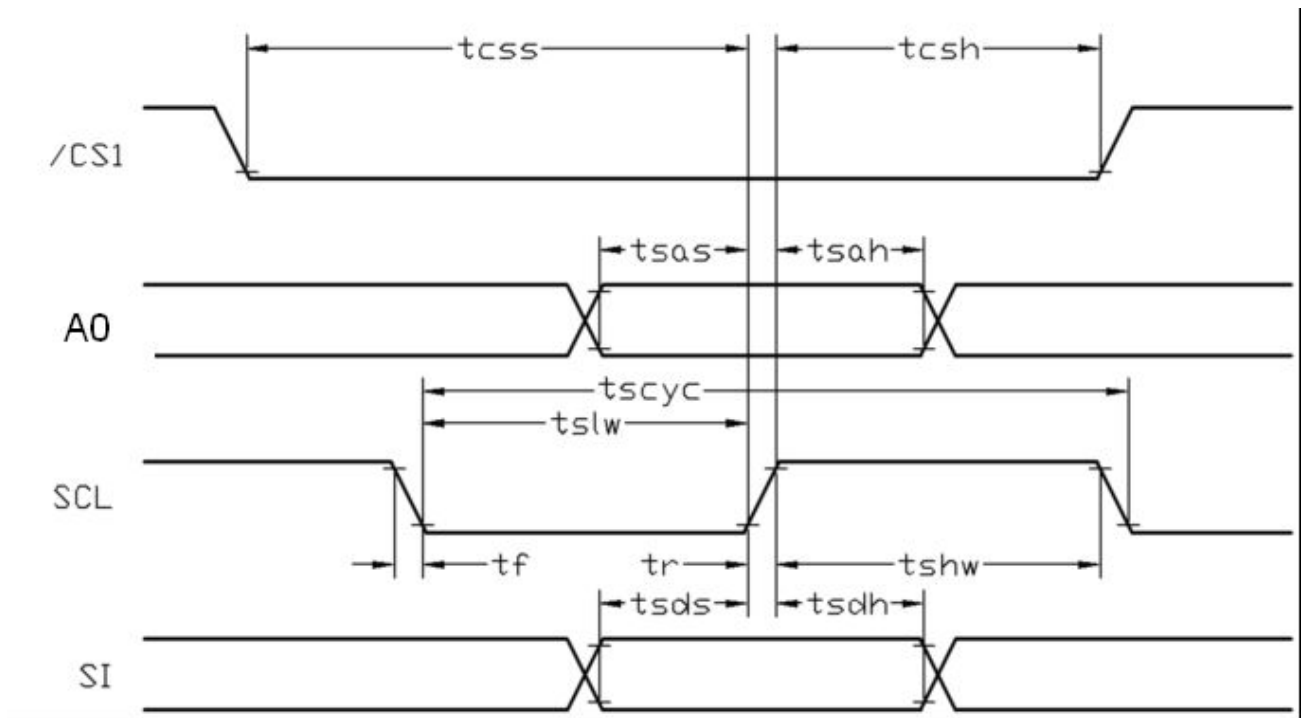 tcss tcsh
/CS1
tsas tsah
A0
tscyc
tslw
SCL
tf tr tshw
tsds tsdh
SI